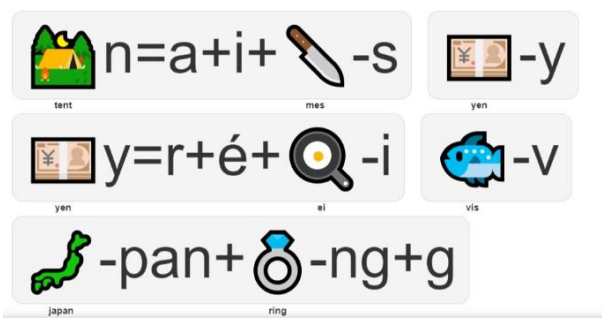 n=a+i+ -s -y
tent mes yen
y=r+é+ -i -v
yen ei vis
-pan+ -ng+g
japan ring